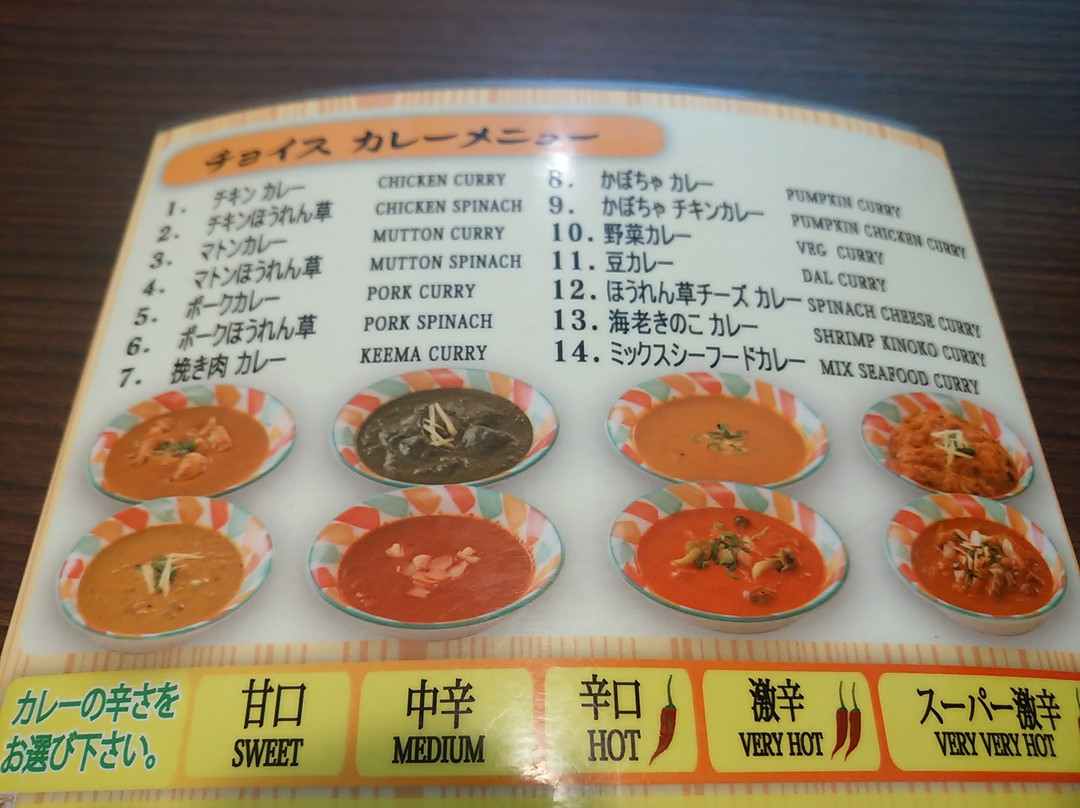 チョイス カレーメニュー
1. チキン カレー CHICKEN CURRY
2. チキンほうれん草 CHICKEN SPINACH
3. マトンカレー MUTTON CURRY
4. マトンほうれん草 MUTTON SPINACH
5. ポークカレー PORK CURRY
6. ポークほうれん草 PORK SPINACH
7. 挽き肉 カレー KEEMA CURRY
8. かぼちゃ カレー PUMPKIN CURRY
9. かぼちゃ チキンカレー PUMPKIN CHICKEN CURRY
10. 野菜カレー VEG CURRY
11. 豆カレー DAL CURRY
12. ほうれん草チーズ カレー SPINACH CHEESE CURRY
13. 海老きのこ カレー SHRIMP KINOKO CURRY
14. ミックスシーフードカレー MIX SEAFOOD CURRY
カレーの辛さを
お選び下さい。
甘口
SWEET
中辛
MEDIUM
辛口
HOT
激辛
VERY HOT
スーパー激辛
VERY VERY HOT